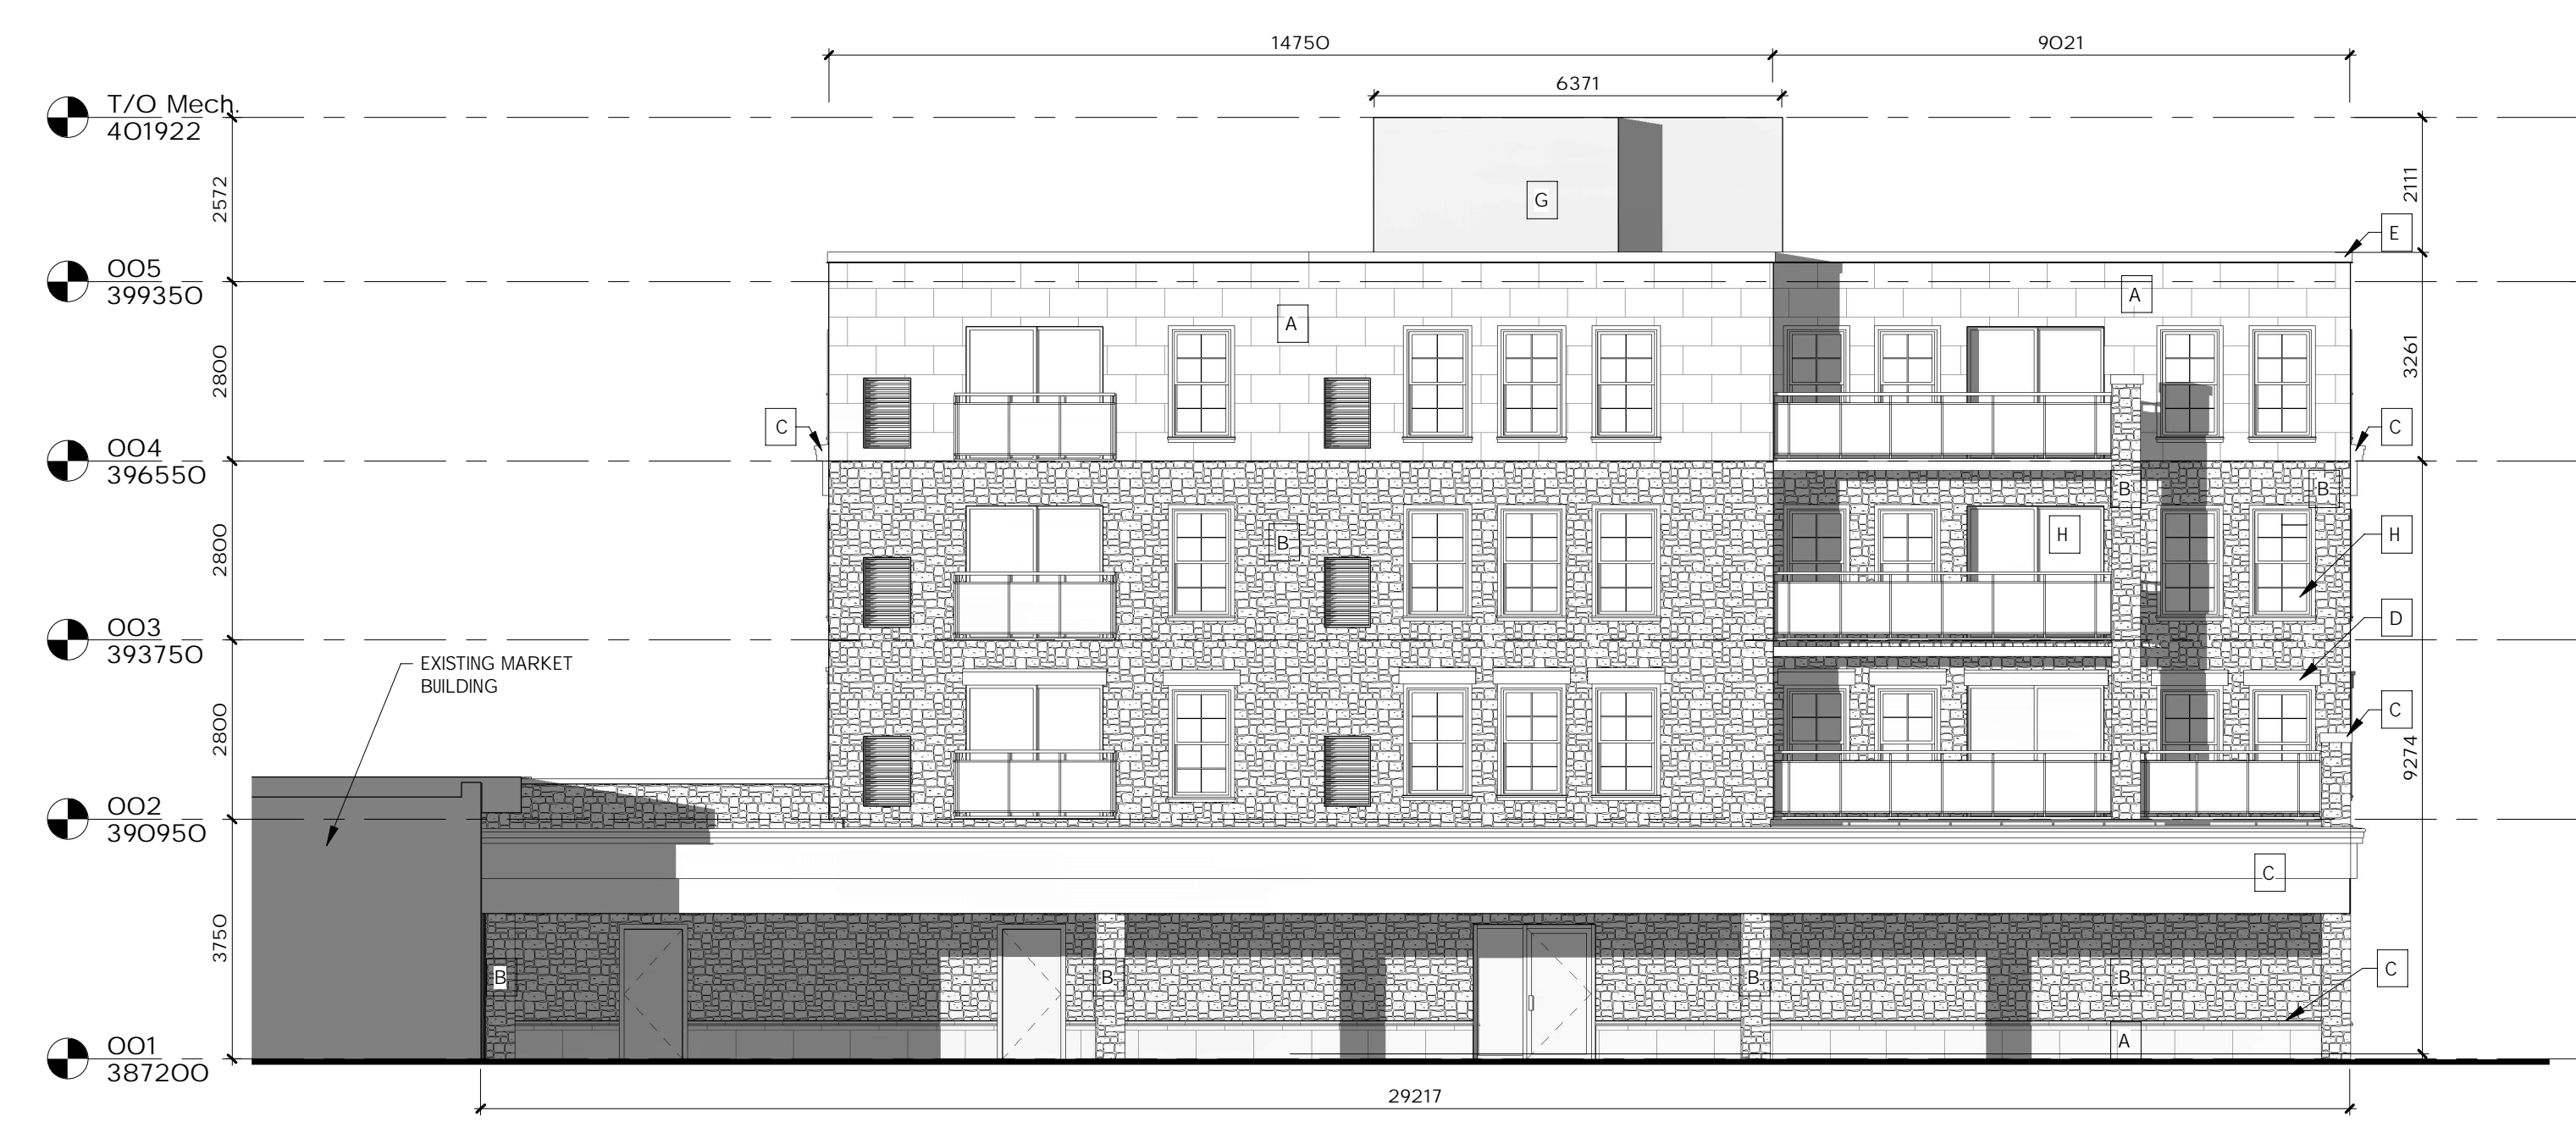 14750
9021
6371
T/O Mech.
401922
2572
2111
G
E
005
399350
A
A
2800
3261
C
C
004
396550
B
B
B
H
H
2800
003
393750
D
EXISTING MARKET
BUILDING
C
2800
9274
002
390950
C
3750
B
B
B
B
C
A
001
387200
29217